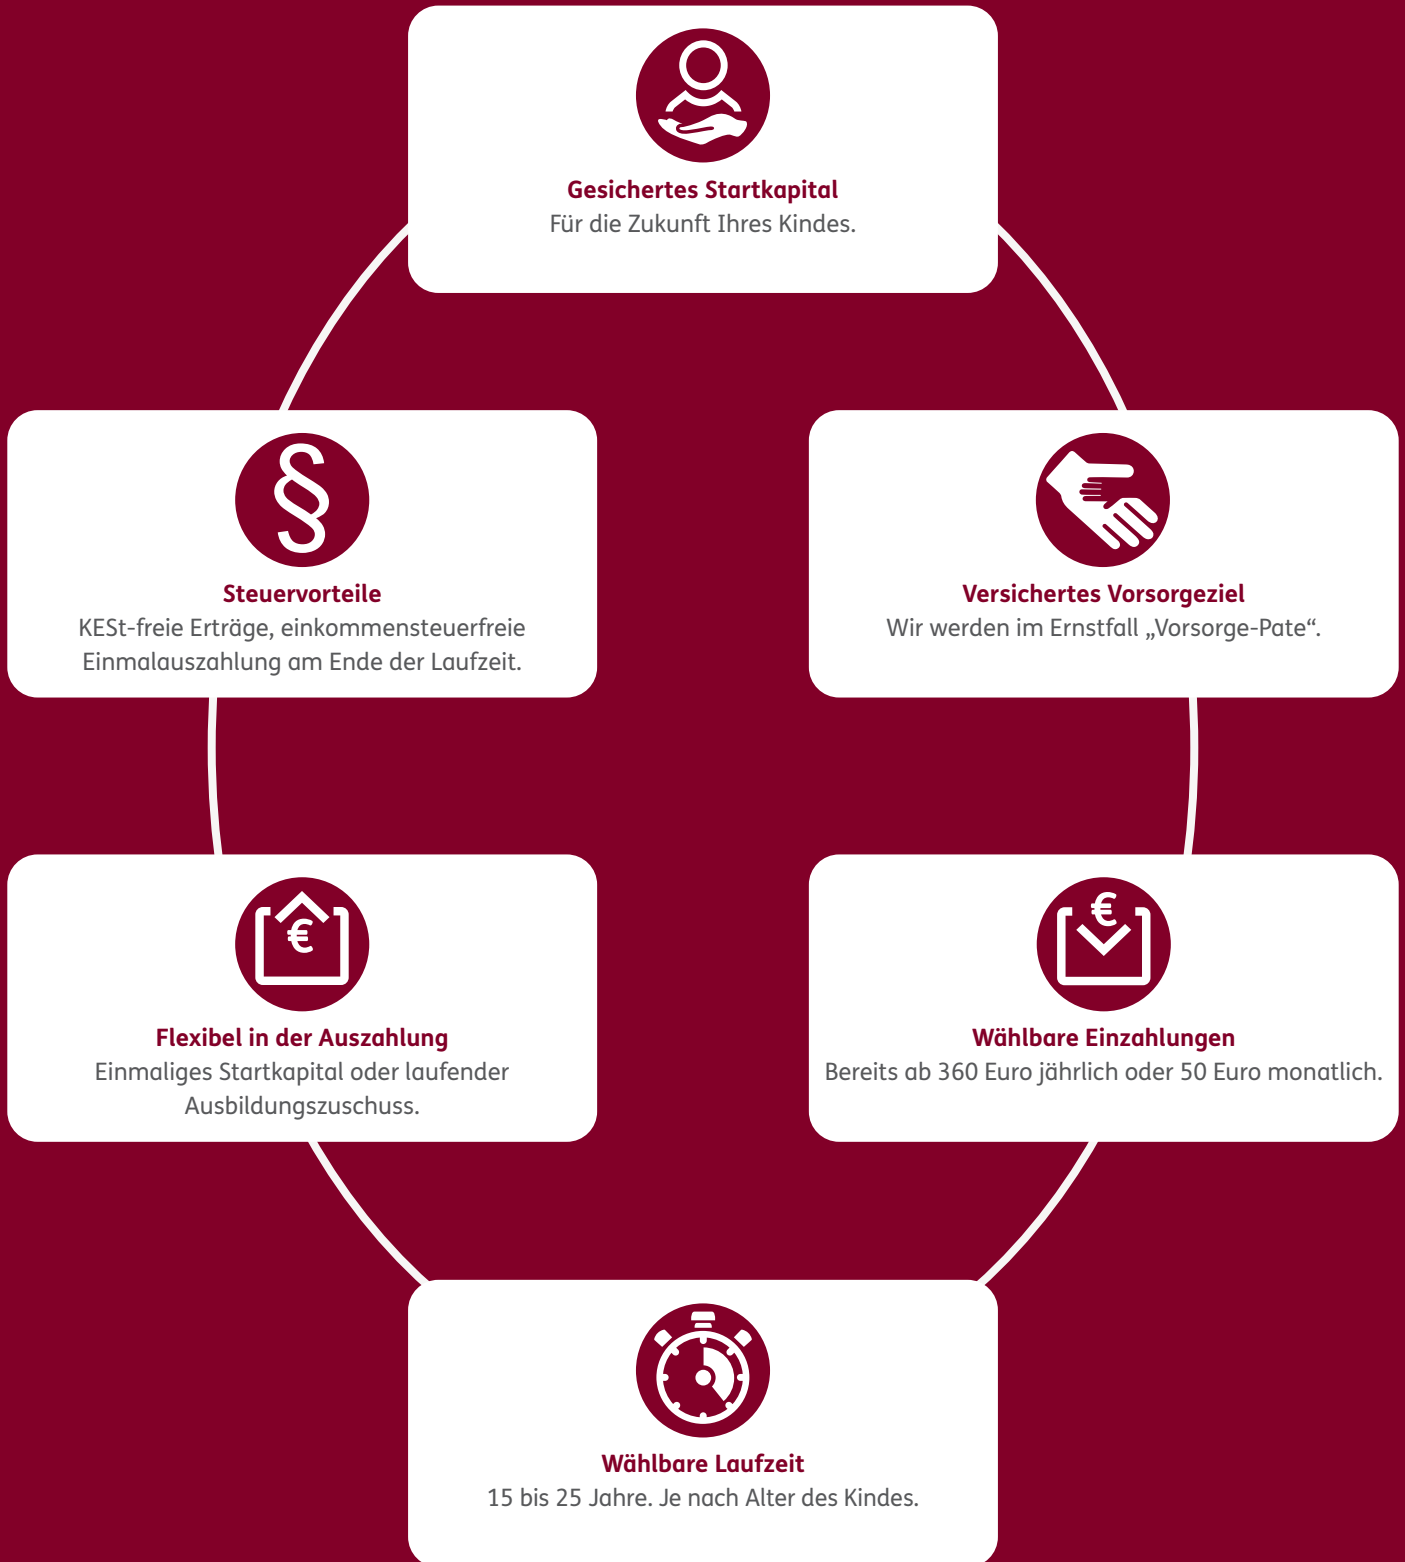 Gesichertes Startkapital
Für die Zukunft Ihres Kindes.
§
Steuervorteile
KESt-freie Erträge, einkommensteuerfreie
Einmalauszahlung am Ende der Laufzeit.
Versichertes Vorsorgeziel
Wir werden im Ernstfall „Vorsorge-Pate“.
€
Flexibel in der Auszahlung
Einmaliges Startkapital oder laufender
Ausbildungszuschuss.
€
Wählbare Einzahlungen
Bereits ab 360 Euro jährlich oder 50 Euro monatlich.
Wählbare Laufzeit
15 bis 25 Jahre. Je nach Alter des Kindes.